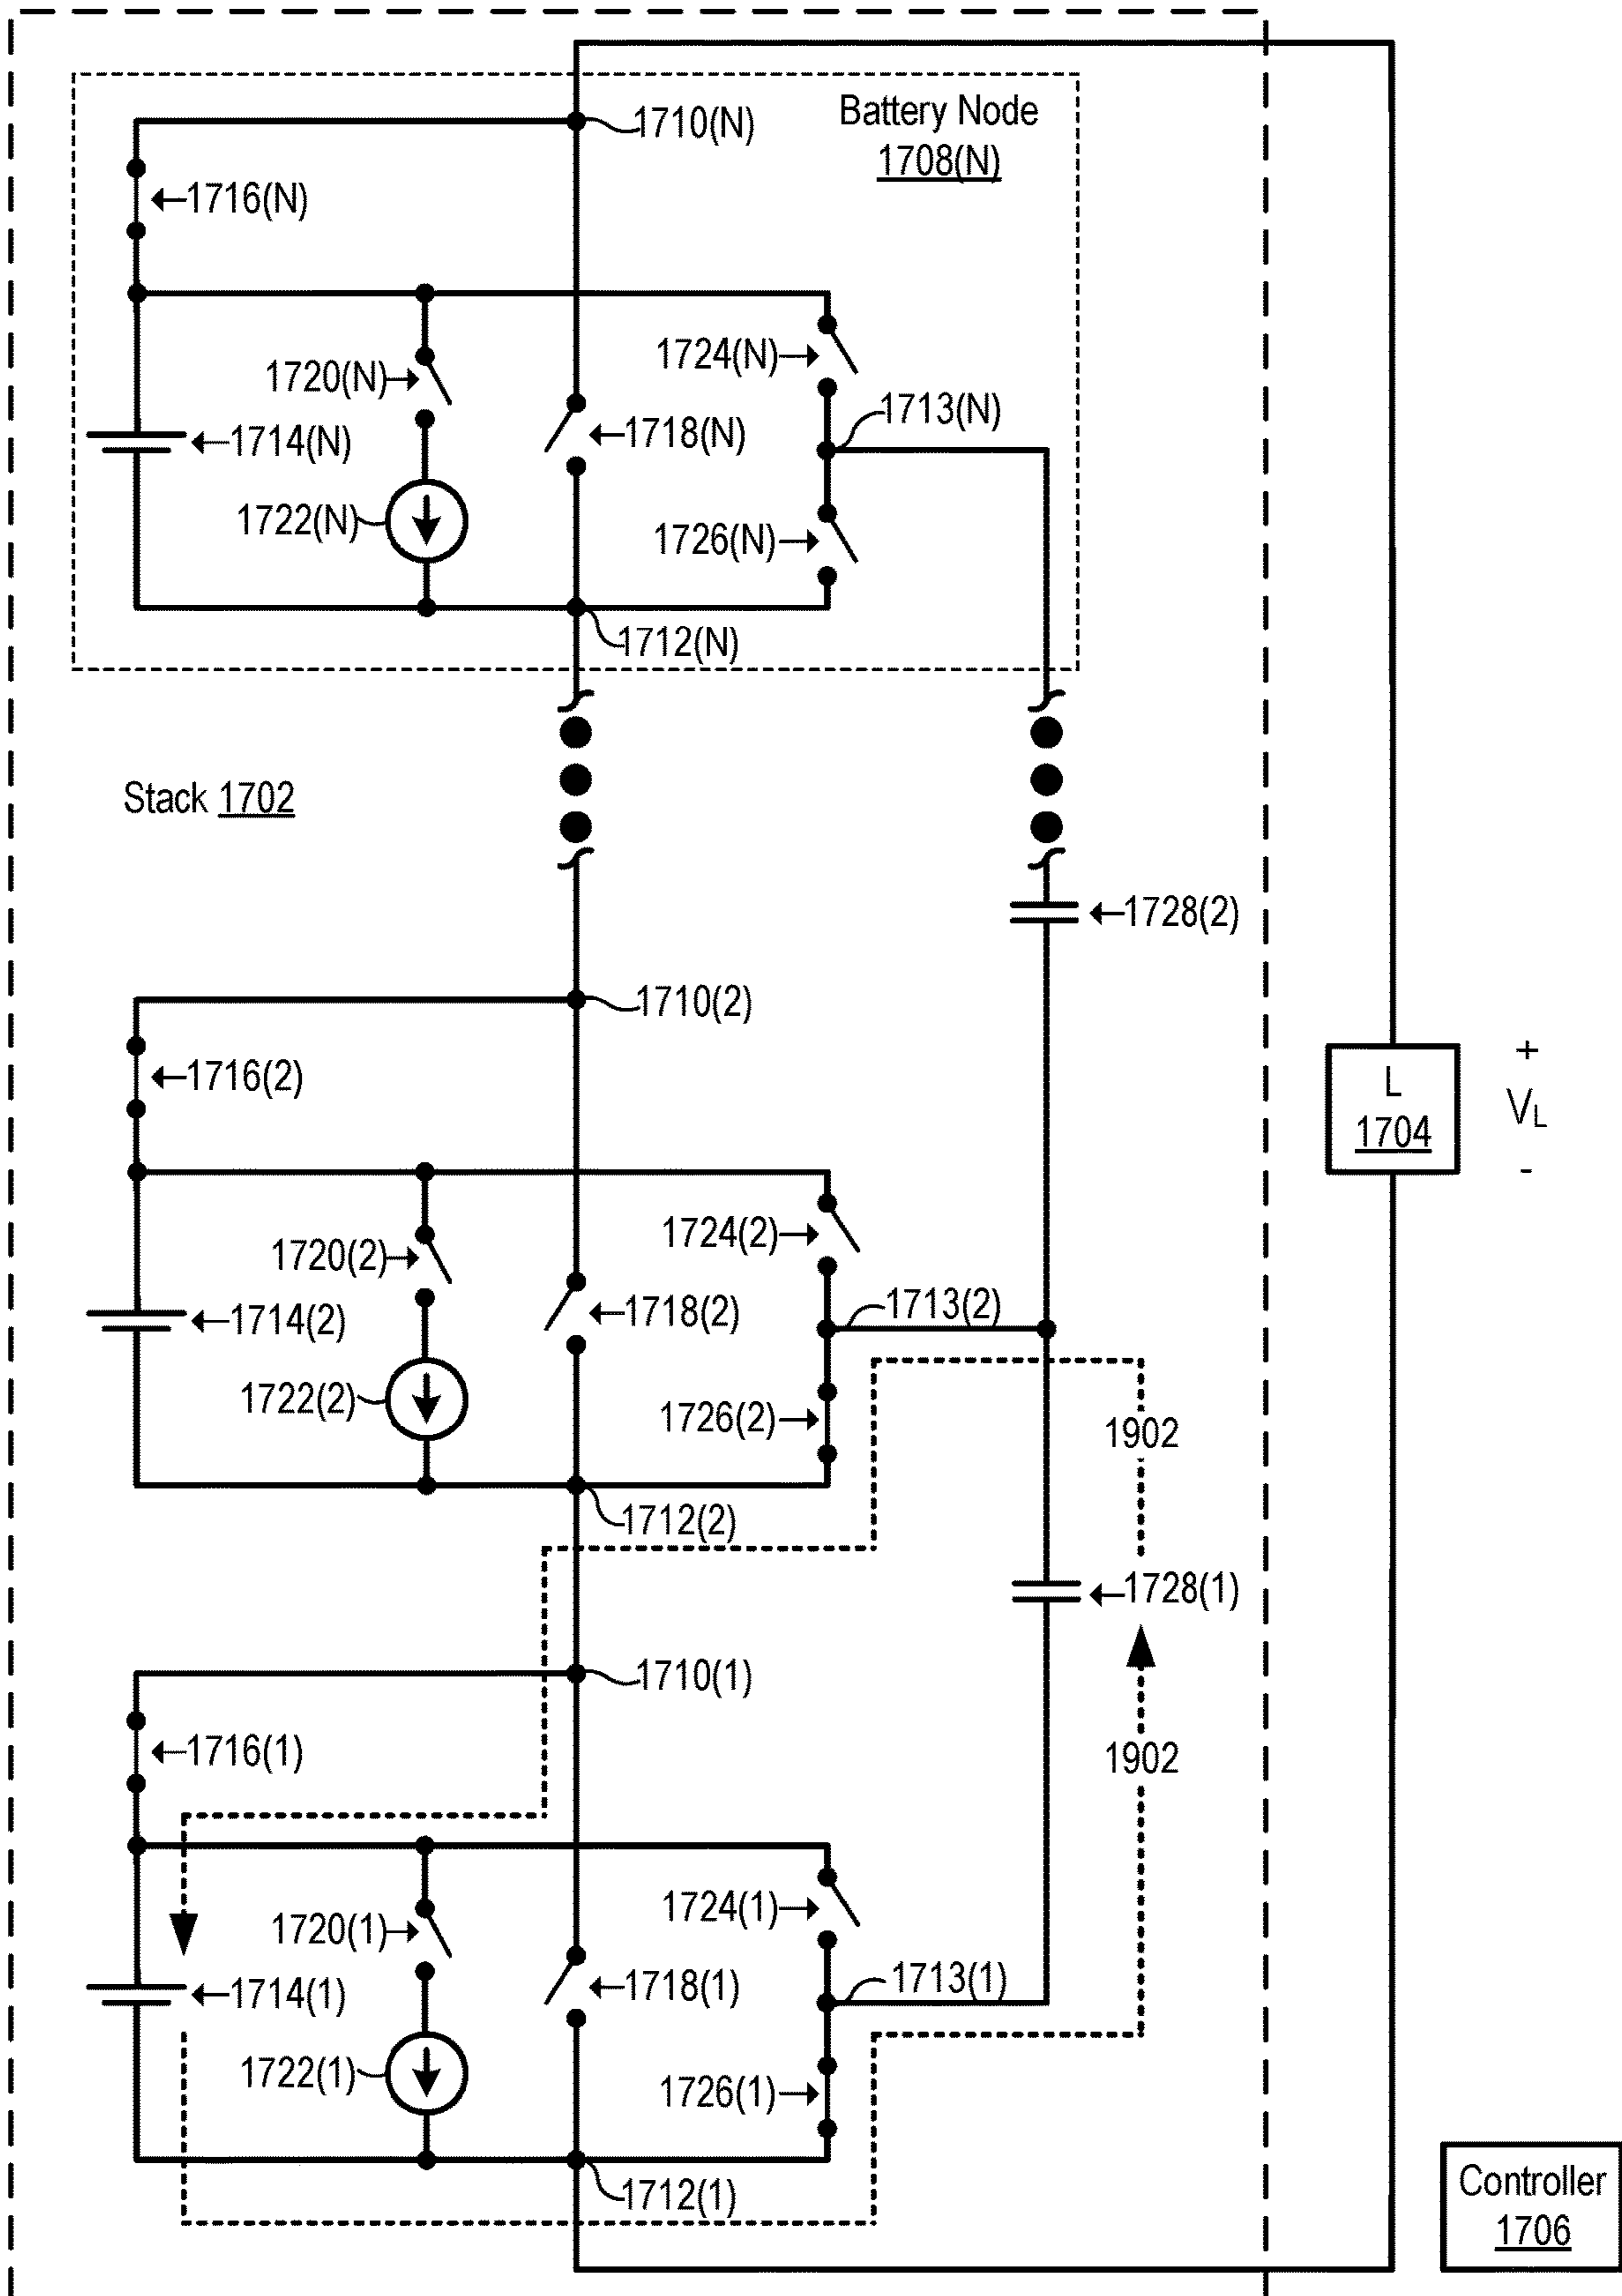 1710(N)
Battery Node
1708(N)
1716(N)
1724(N)
1720(N)
1713(N)
1714(N)
1718(N)
1722(N)
1726(N)
1712(N)
Stack 1702
1728(2)
1710(2)
1716(2)
+
L
1704
VL
-
1724(2)
1720(2)
1713(2)
1714(2)
1718(2)
1722(2)
1726(2)
1902
1712(2)
1728(1)
1710(1)
1716(1)
1902
1724(1)
1720(1)
1713(1)
1714(1)
1718(1)
1722(1)
1726(1)
1712(1)
Controller
1706